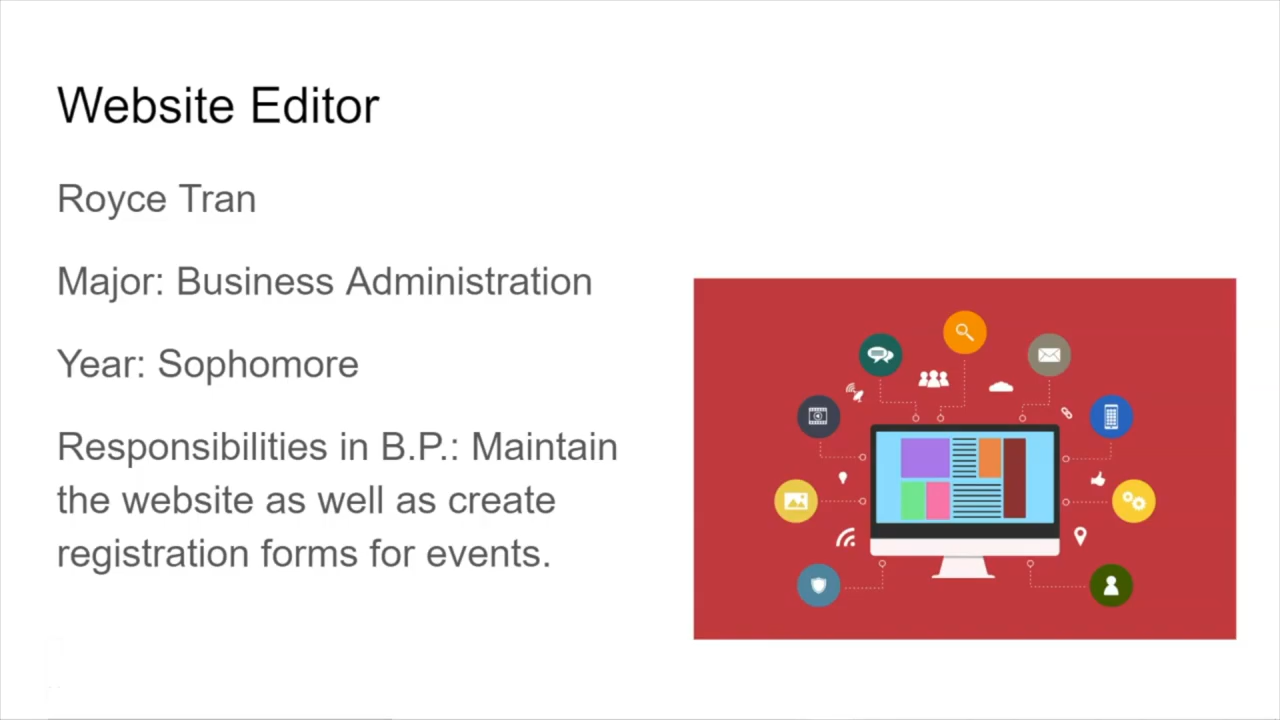 Website Editor
Royce Tran
Major: Business Administration
Year: Sophomore
Responsibilities in B.P.: Maintain
the website as well as create
registration forms for events.